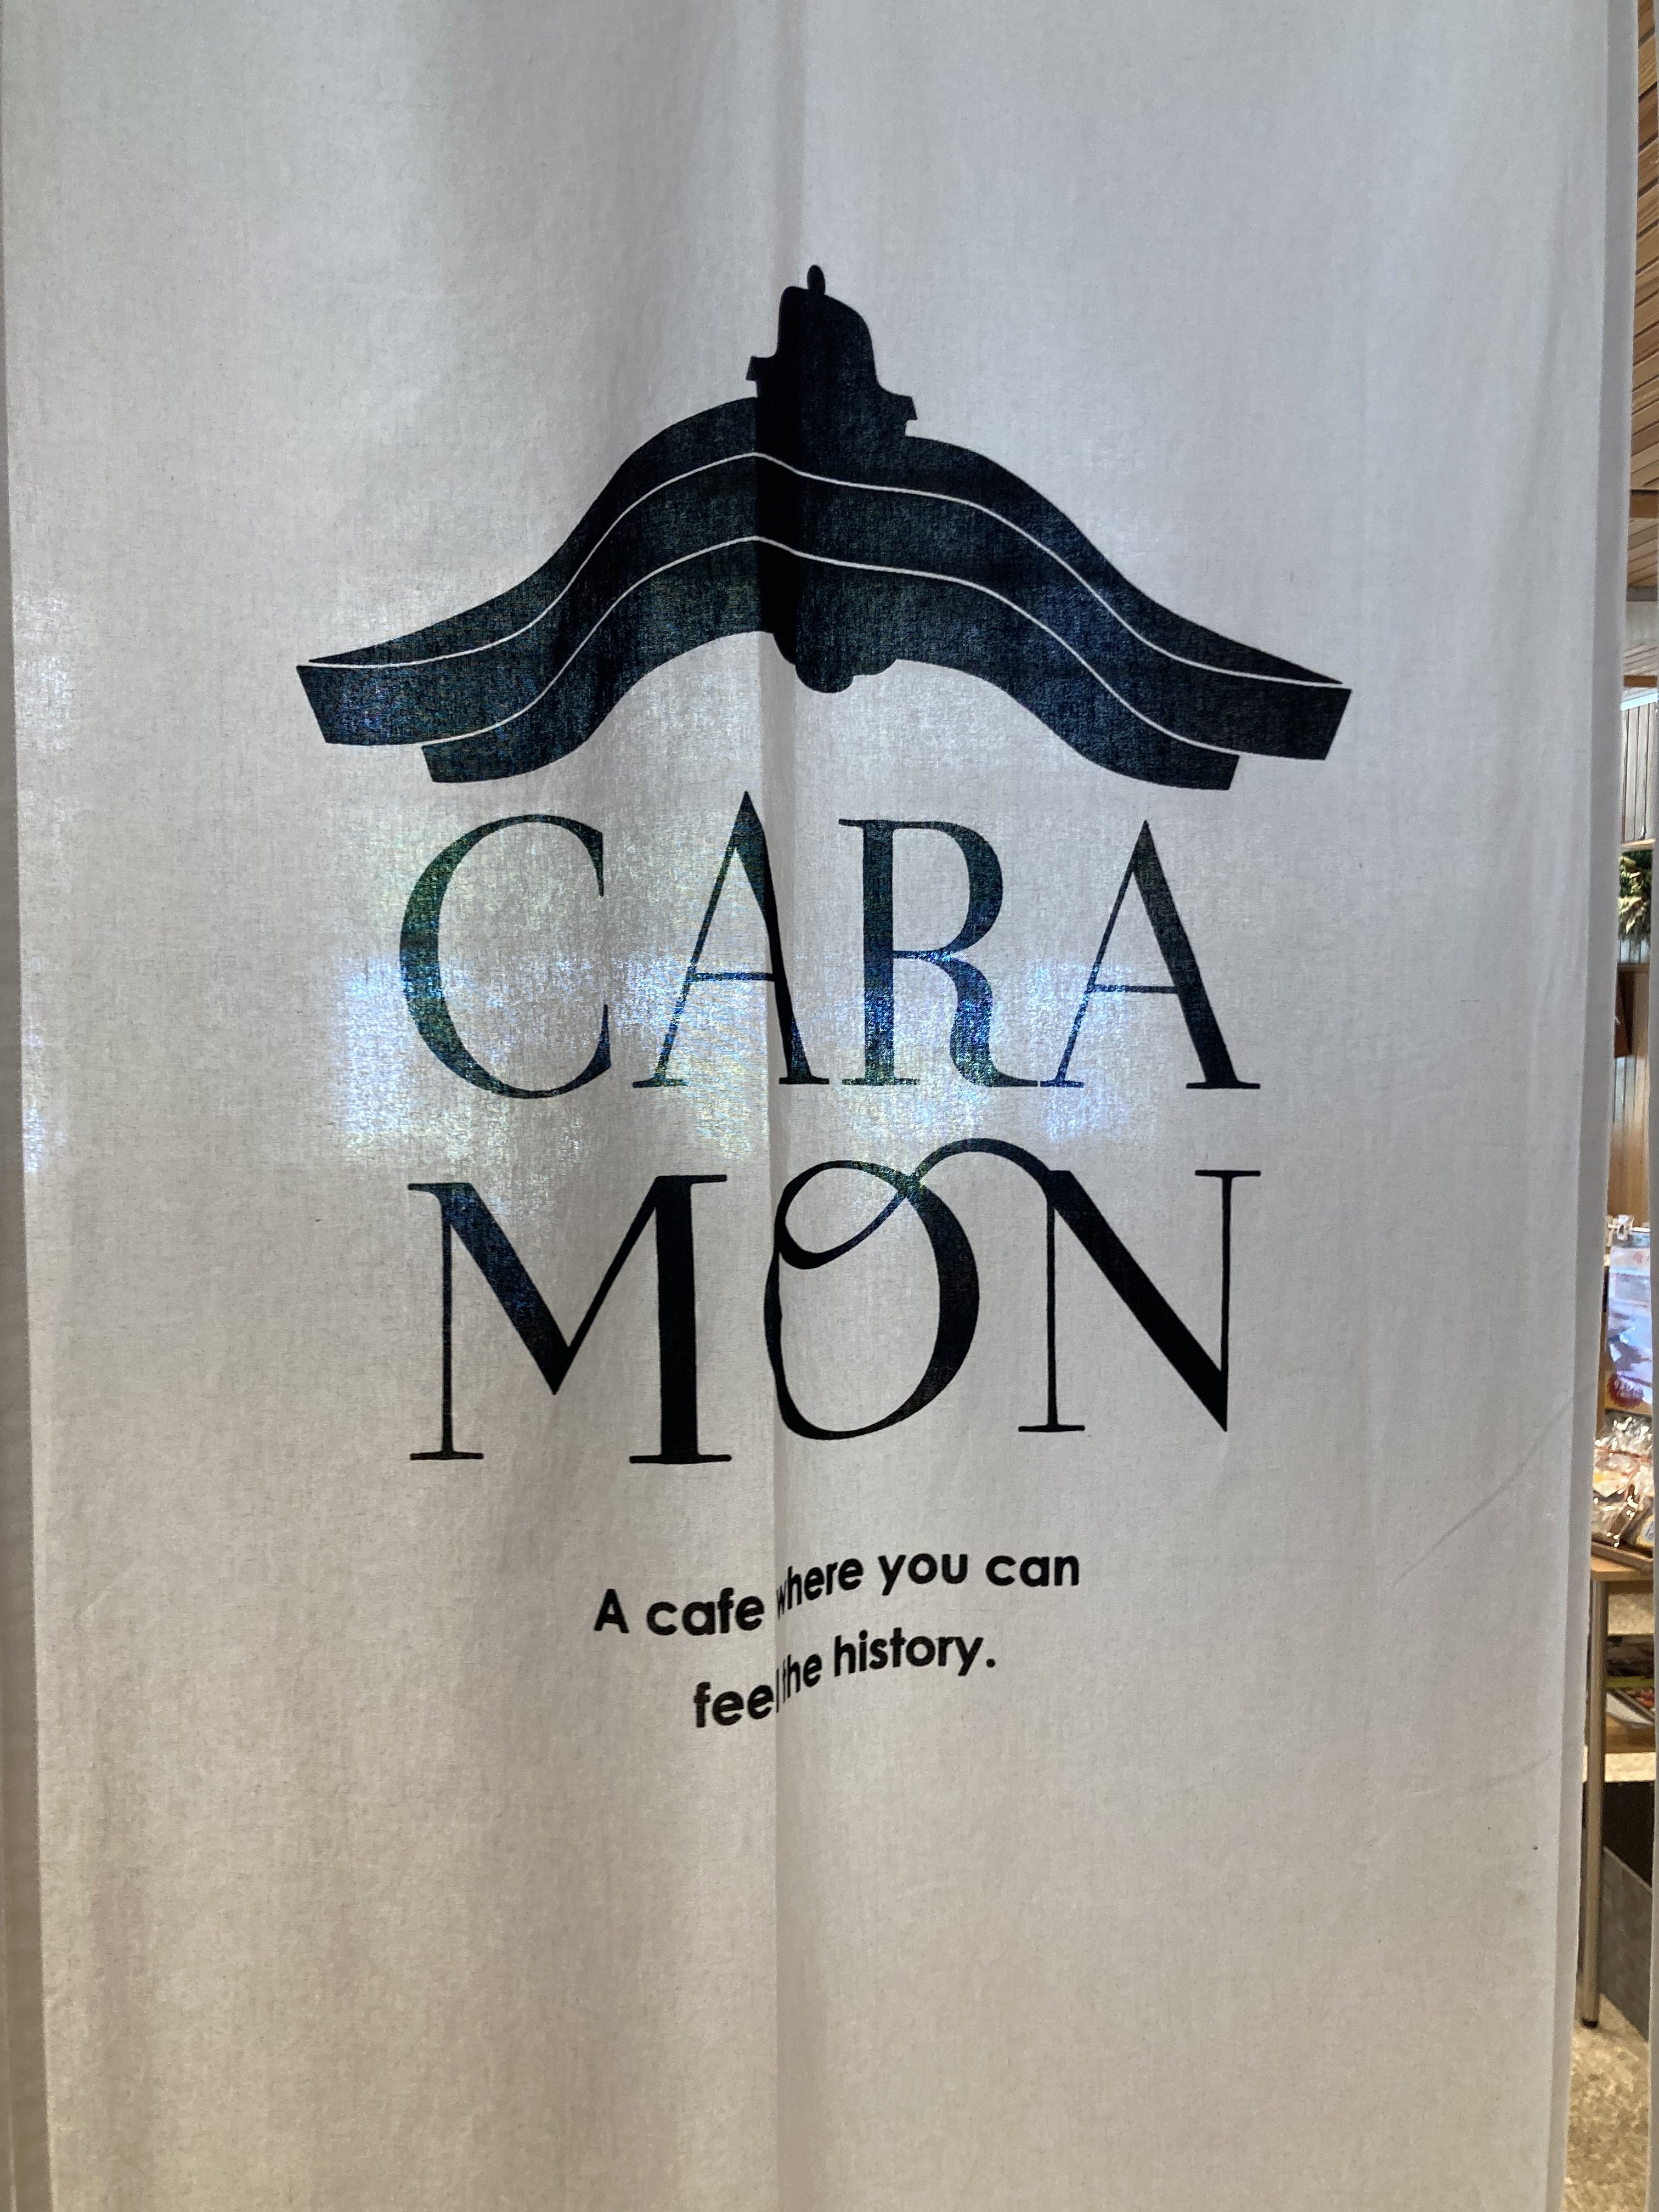 CARA
MON
A cafe where you can
feel the history.